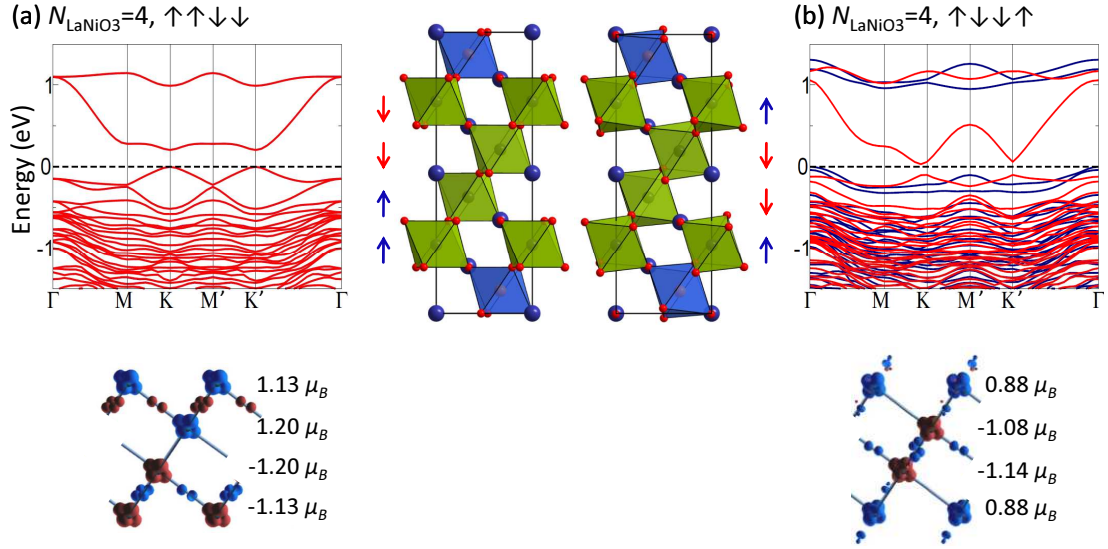 (a) N_LaNiO3=4, ↑↑↓↓
(b) N_LaNiO3=4, ↑↓↓↑
Energy (eV)
1
0
-1
Γ M K M' K' Γ
1
0
-1
Γ M K M' K' Γ
1.13 μB
1.20 μB
-1.20 μB
-1.13 μB
0.88 μB
-1.08 μB
-1.14 μB
0.88 μB